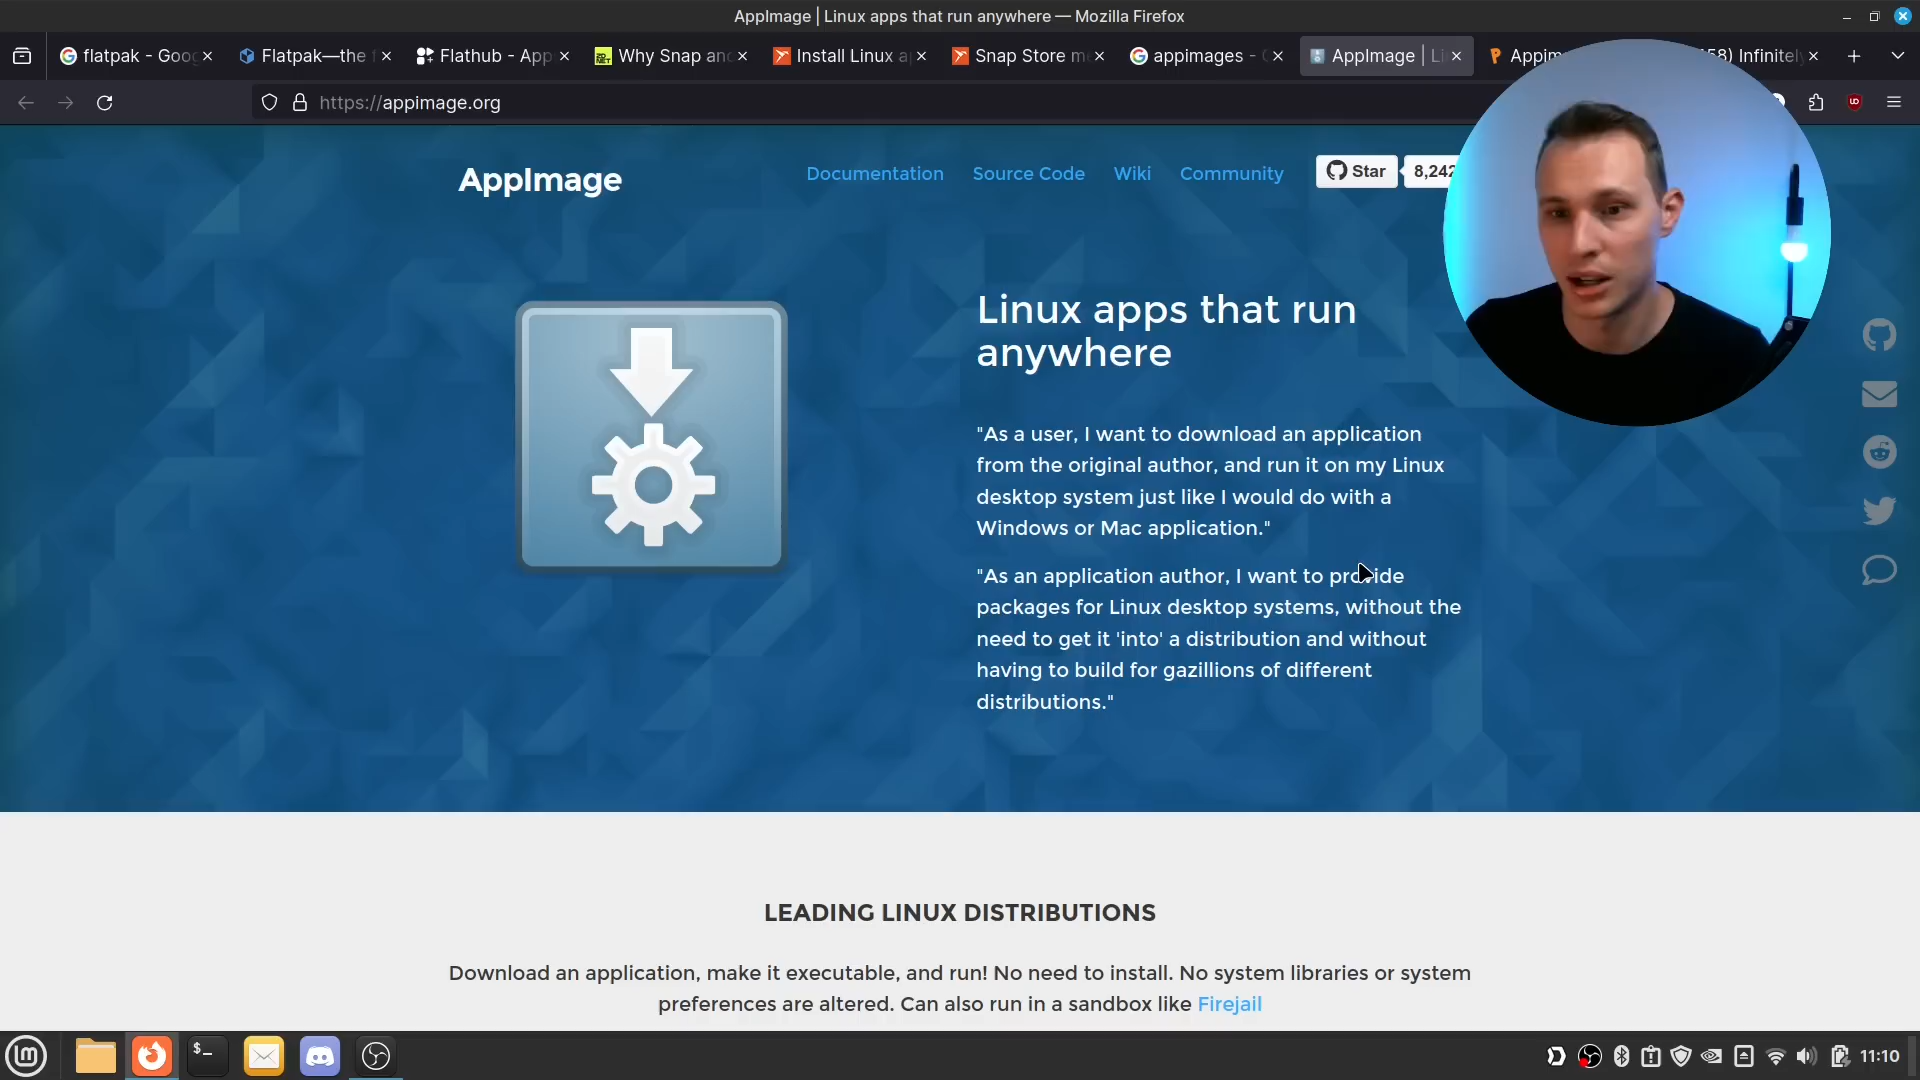 AppImage | Linux apps that run anywhere — Mozilla Firefox
flatpak - Goog
Flatpak—the f
Flathub - App
Why Snap and
Install Linux a
Snap Store m
appimages - G
AppImage | Li
Appim
58) Infinitel
https://appimage.org
AppImage
Documentation
Source Code
Wiki
Community
Star
8,242
Linux apps that run
anywhere
"As a user, I want to download an application
from the original author, and run it on my Linux
desktop system just like I would do with a
Windows or Mac application."
"As an application author, I want to provide
packages for Linux desktop systems, without the
need to get it 'into' a distribution and without
having to build for gazillions of different
distributions."
LEADING LINUX DISTRIBUTIONS
Download an application, make it executable, and run! No need to install. No system libraries or system
preferences are altered. Can also run in a sandbox like Firejail
11:10